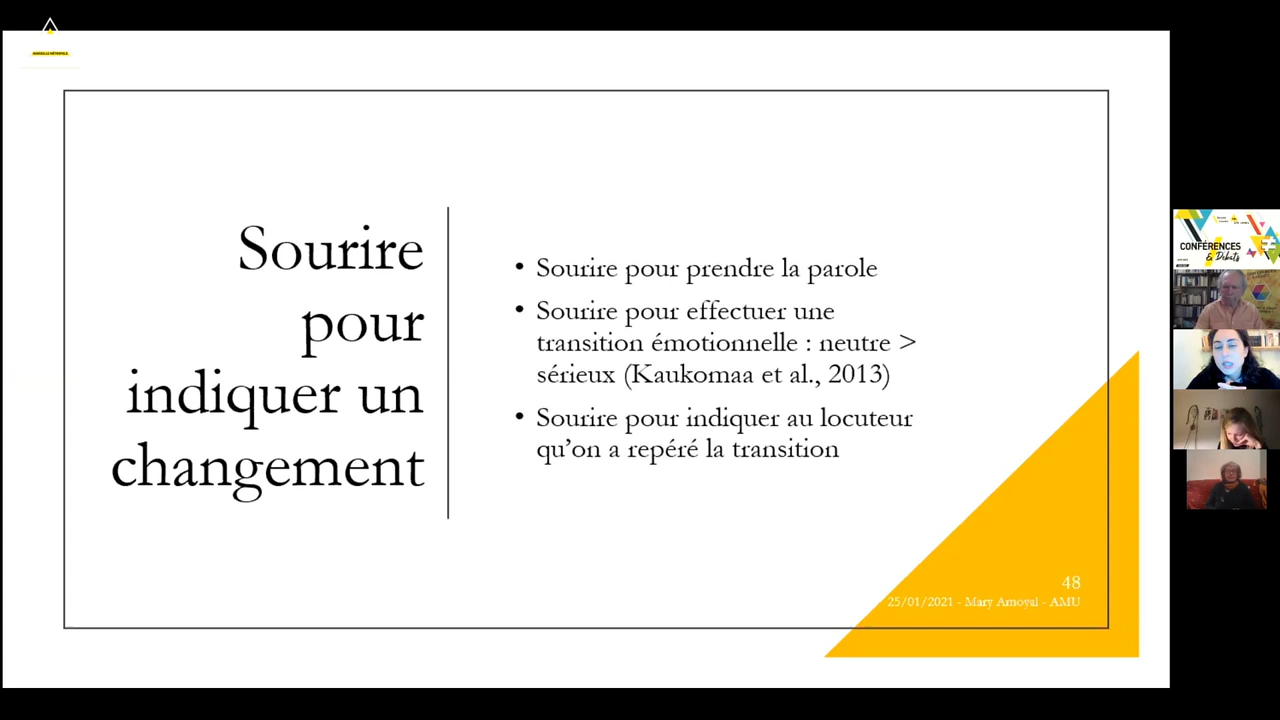 MARSEILLE MÉTROPOLE
Sourire
pour
indiquer un
changement
• Sourire pour prendre la parole
• Sourire pour effectuer une
transition émotionnelle : neutre >
sérieux (Kaukomaa et al., 2013)
• Sourire pour indiquer au locuteur
qu’on a repéré la transition
48
25/01/2021 - Mary Amoyal - AMU
CONFÉRENCES
& Débats